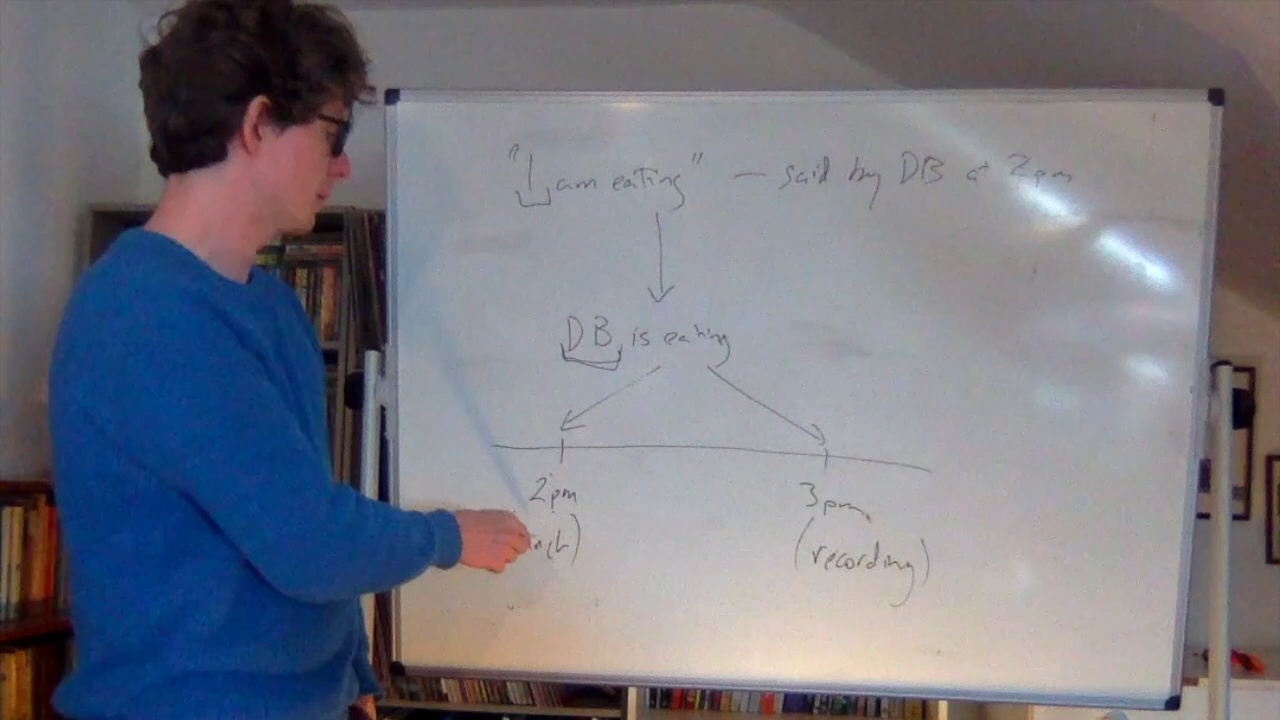 "I am eating" — said by DB at 2pm
DB is eating
2pm 3pm
(recording)